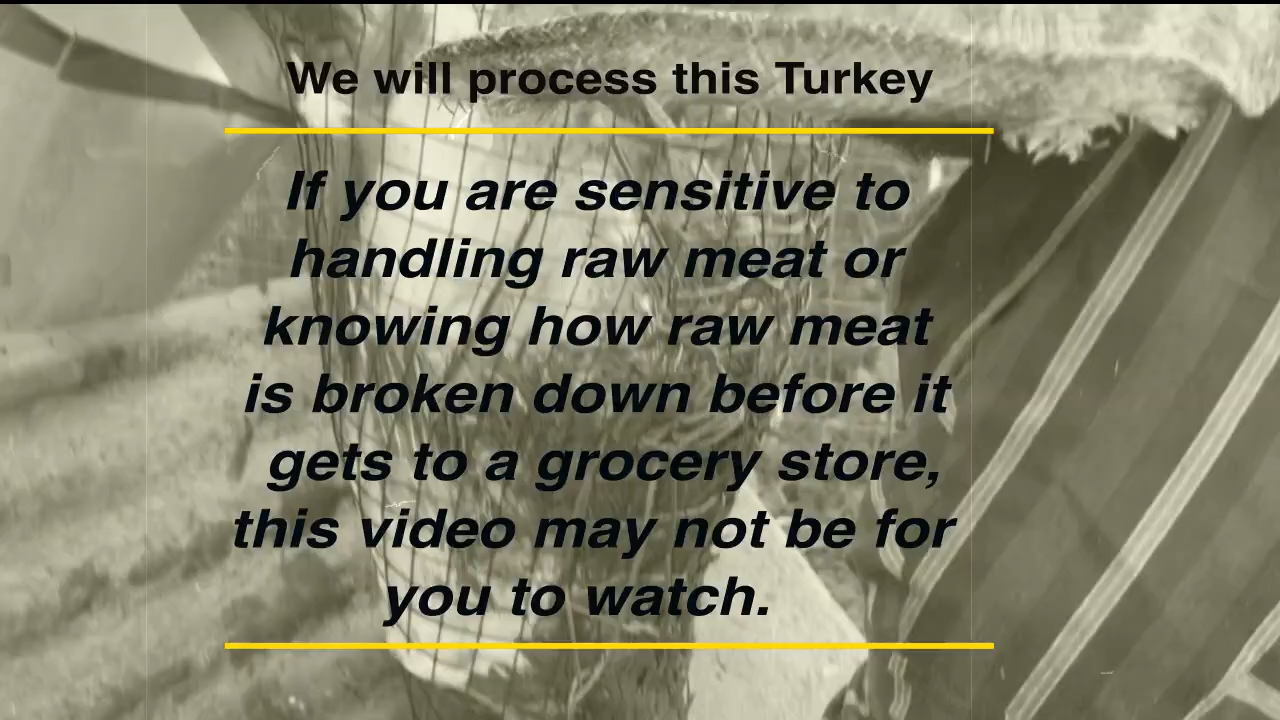 We will process this Turkey
If you are sensitive to
handling raw meat or
knowing how raw meat
is broken down before it
gets to a grocery store,
this video may not be for
you to watch.